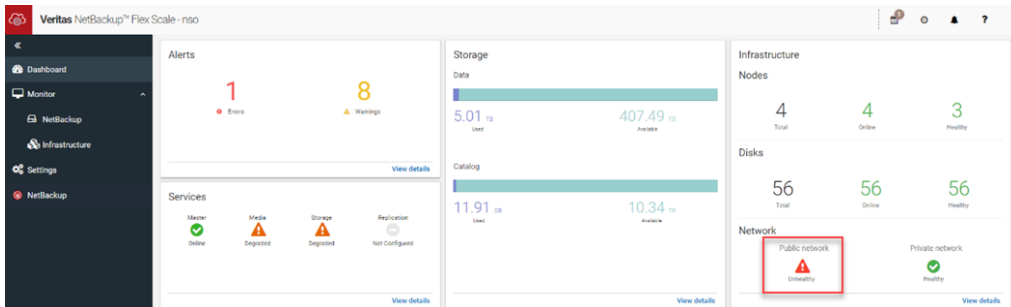 Veritas NetBackup™ Flex Scale - nso
?
«
Dashboard
Monitor
NetBackup
Infrastructure
Settings
NetBackup
Alerts
1
Errors
8
Warnings
View details
Services
Master
Online
Media
Degraded
Storage
Degraded
Replication
Not Configured
View details
Storage
Data
5.01 TB
Used
407.49 TB
Available
Catalog
11.91 GB
Used
10.34 TB
Available
View details
Infrastructure
Nodes
4
Total
4
Online
3
Healthy
Disks
56
Total
56
Online
56
Healthy
Network
Public network
Unhealthy
Private network
Healthy
View details